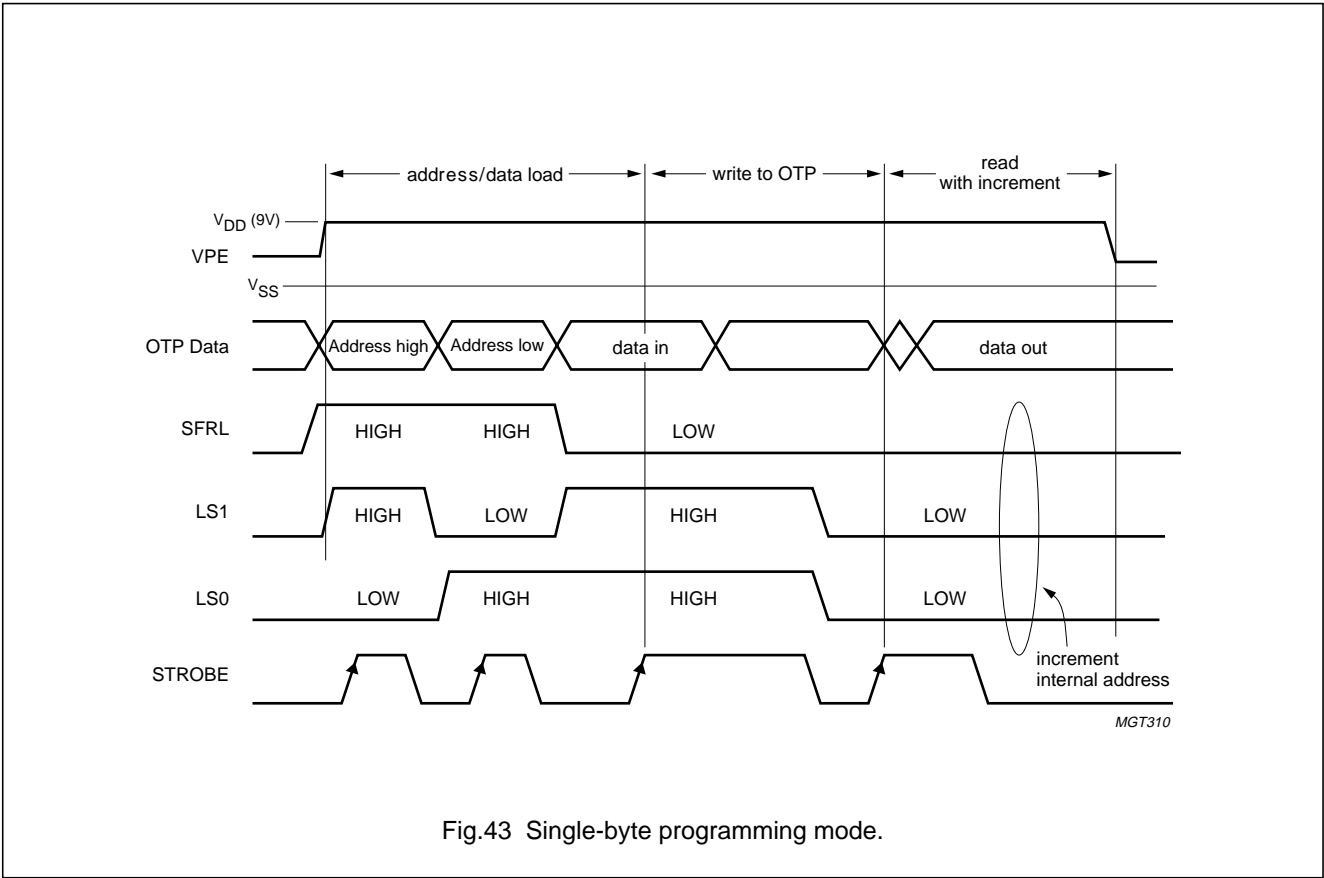 address/data load
write to OTP
read
with increment
VDD (9V)
VPE
VSS
OTP Data
Address high
Address low
data in
data out
SFRL
HIGH
HIGH
LOW
LS1
HIGH
LOW
HIGH
LOW
LS0
LOW
HIGH
HIGH
LOW
STROBE
increment
internal address
MGT310
Fig.43 Single-byte programming mode.